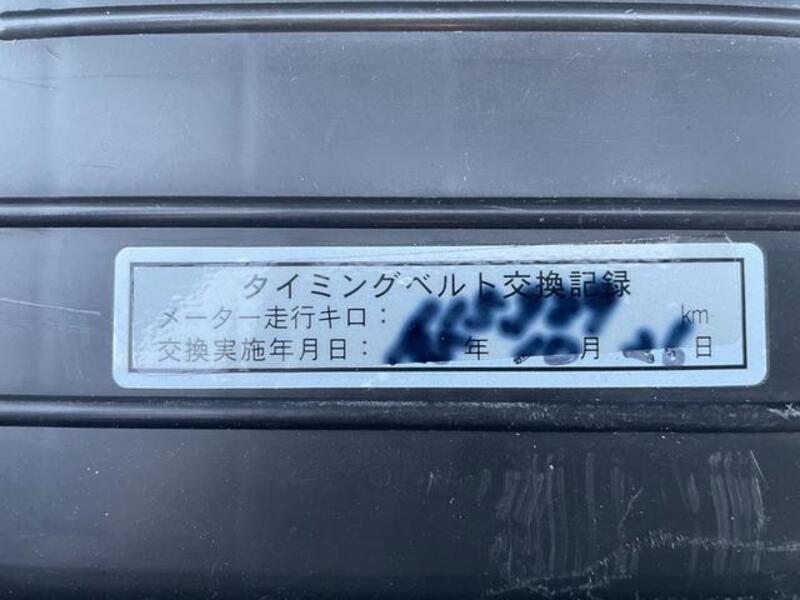 タイミングベルト交換記録
メーター走行キロ： km
交換実施年月日： 年 月 日